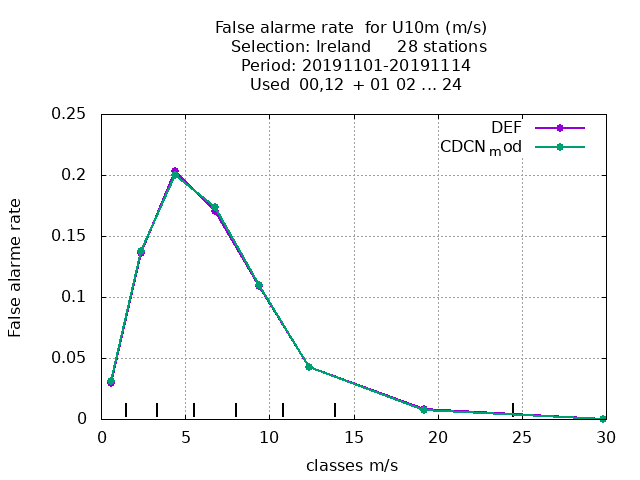 False alarme rate  for U10m (m/s)
Selection: Ireland     28 stations
Period: 20191101-20191114
Used  00,12  + 01 02 ... 24
DEF
CDCN_mod
False alarme rate
0.25
0.2
0.15
0.1
0.05
0
0 5 10 15 20 25 30
classes m/s